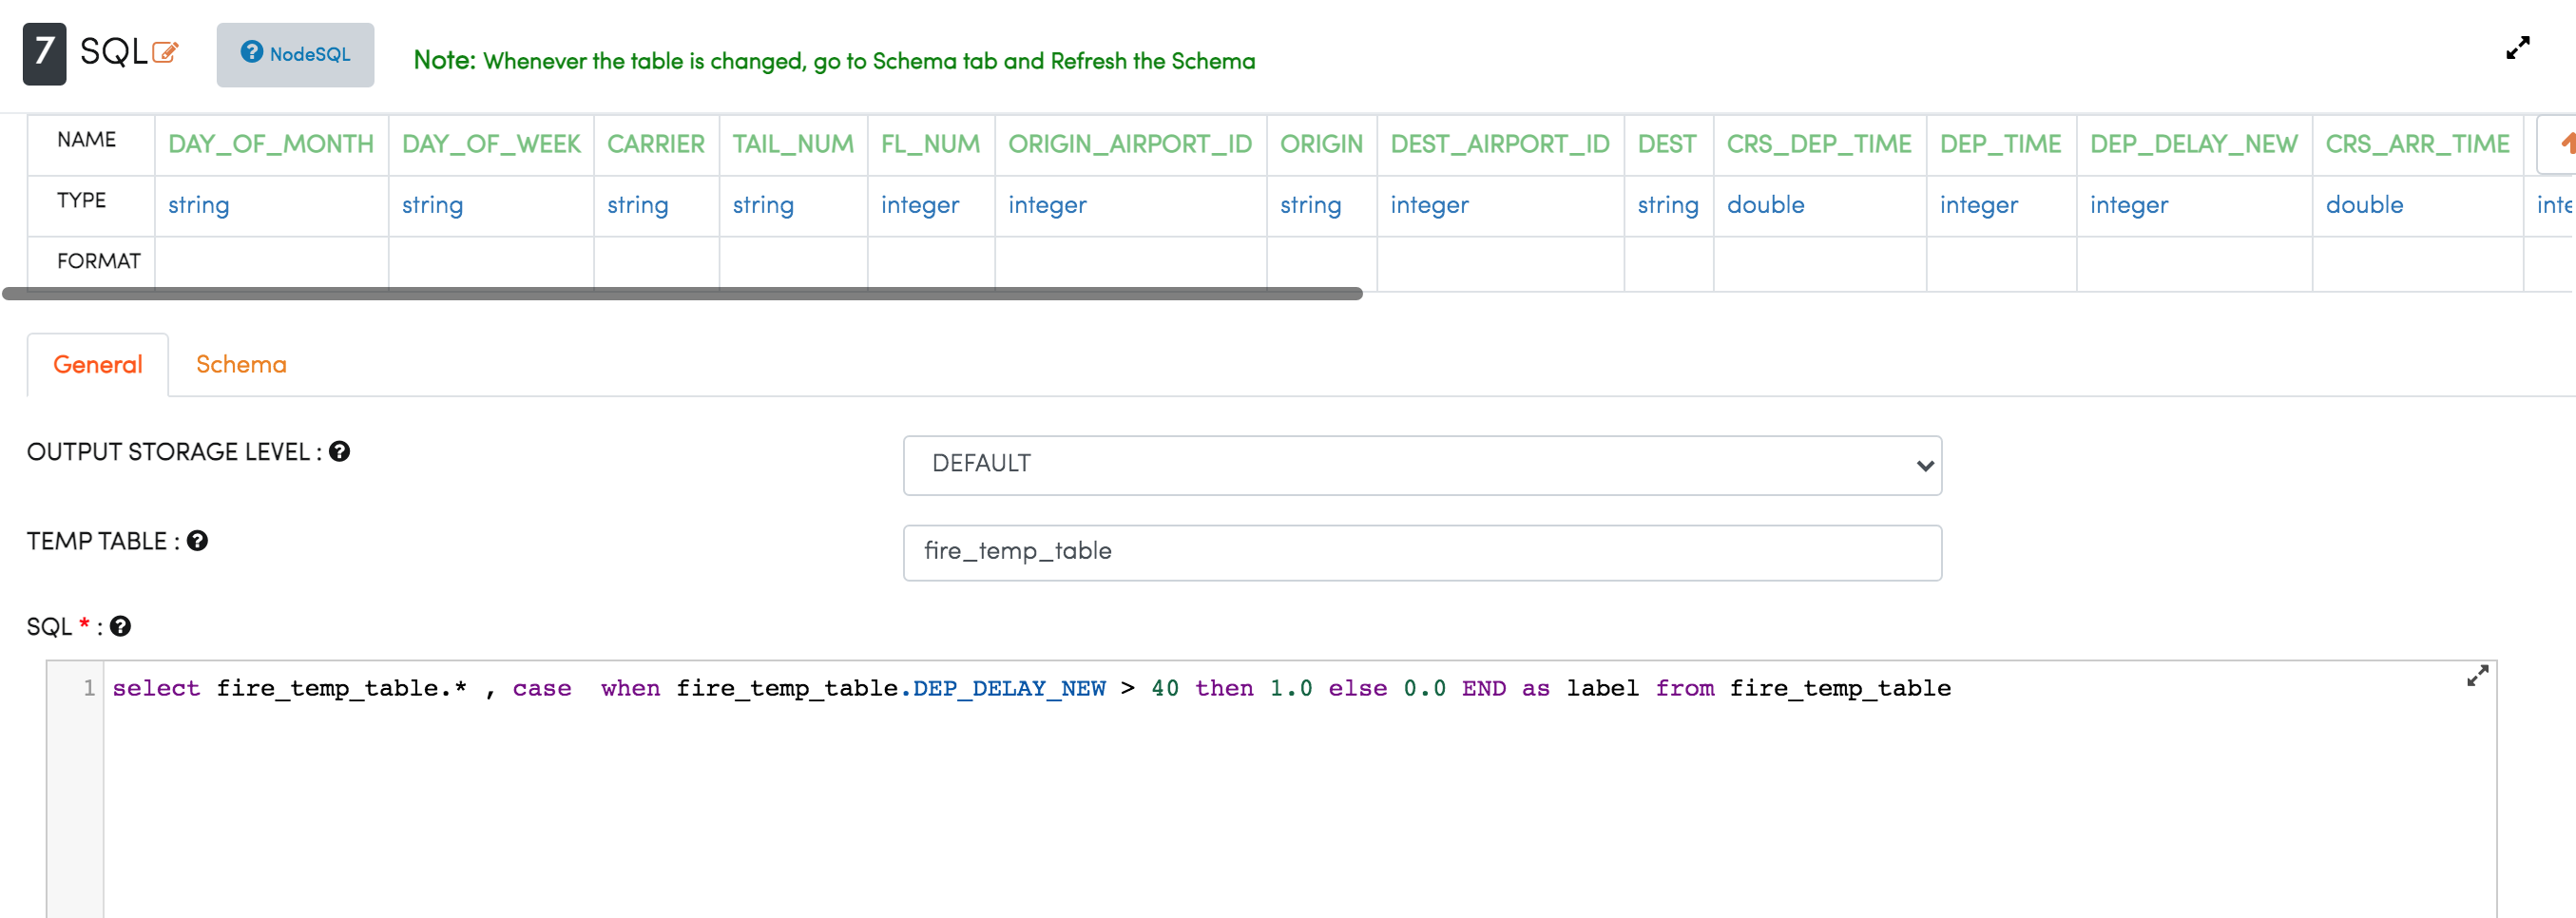 7 SQL NodeSQL Note: Whenever the table is changed, go to Schema tab and Refresh the Schema
NAME DAY_OF_MONTH DAY_OF_WEEK CARRIER TAIL_NUM FL_NUM ORIGIN_AIRPORT_ID ORIGIN DEST_AIRPORT_ID DEST CRS_DEP_TIME DEP_TIME DEP_DELAY_NEW CRS_ARR_TIME
TYPE string string string string integer integer string integer string double integer integer double
FORMAT
General Schema
OUTPUT STORAGE LEVEL : DEFAULT
TEMP TABLE : fire_temp_table
SQL * :
1 select fire_temp_table.* , case  when fire_temp_table.DEP_DELAY_NEW > 40 then 1.0 else 0.0 END as label from fire_temp_table